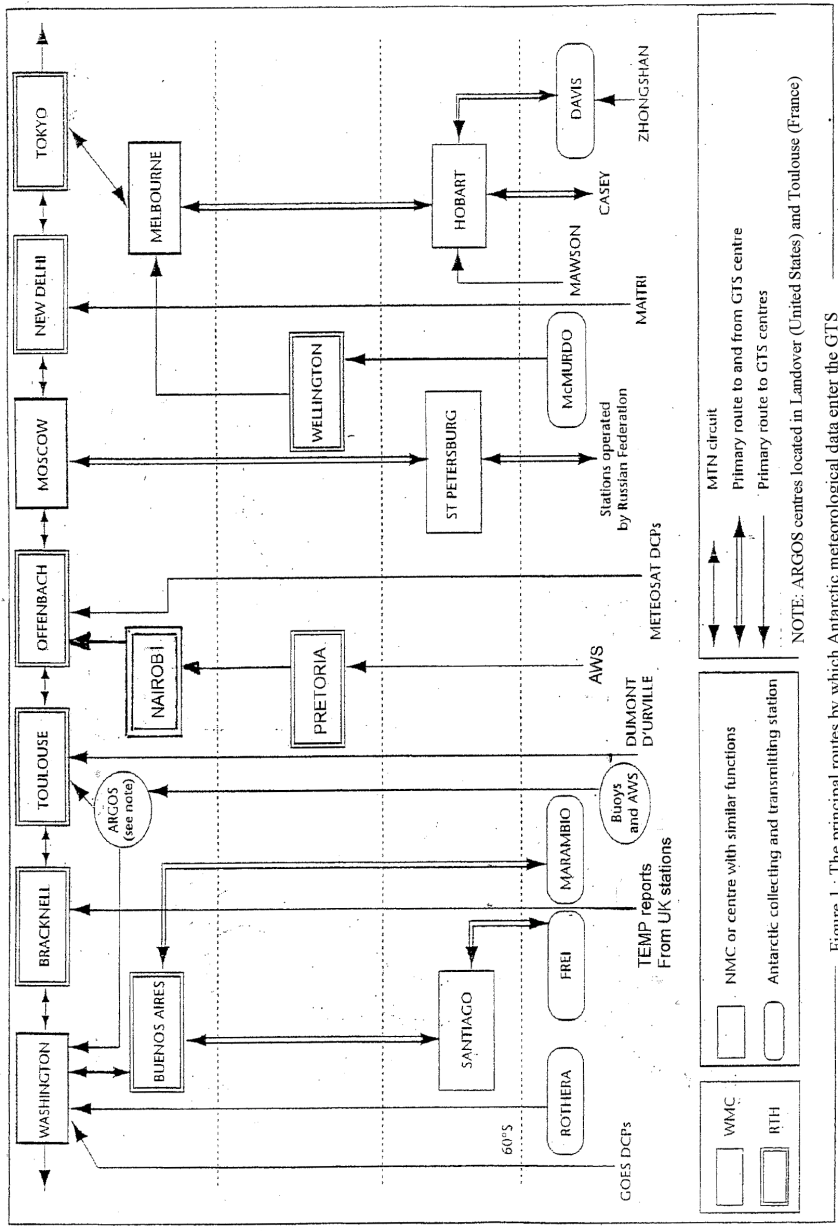 WASHINGTON
BRACKNELL
TOULOUSE
OFFENBACH
MOSCOW
NEW DELHI
TOKYO
ARGOS
(see note)
NAIROBI
MELBOURNE
BUENOS AIRES
PRETORIA
WELLINGTON
SANTIAGO
ST PETERSBURG
HOBART
60°S
ROTHERA
FREI
MARAMBIO
Buoys
and AWS
McMURDO
DAVIS
GOES DCPs
TEMP reports
From UK stations
DUMONT
D'URVILLE
AWS
METEOSAT DCPs
Stations operated
by Russian Federation
MAITRI
MAWSON
CASEY
ZHONGSHAN
WMC
RTH
NMC or centre with similar functions
Antarctic collecting and transmitting station
MTN circuit
Primary route to and from GTS centre
Primary route to GTS centres
NOTE: ARGOS centres located in Landover (United States) and Toulouse (France)
Figure 1. The principal routes by which Antarctic meteorological data enter the GTS